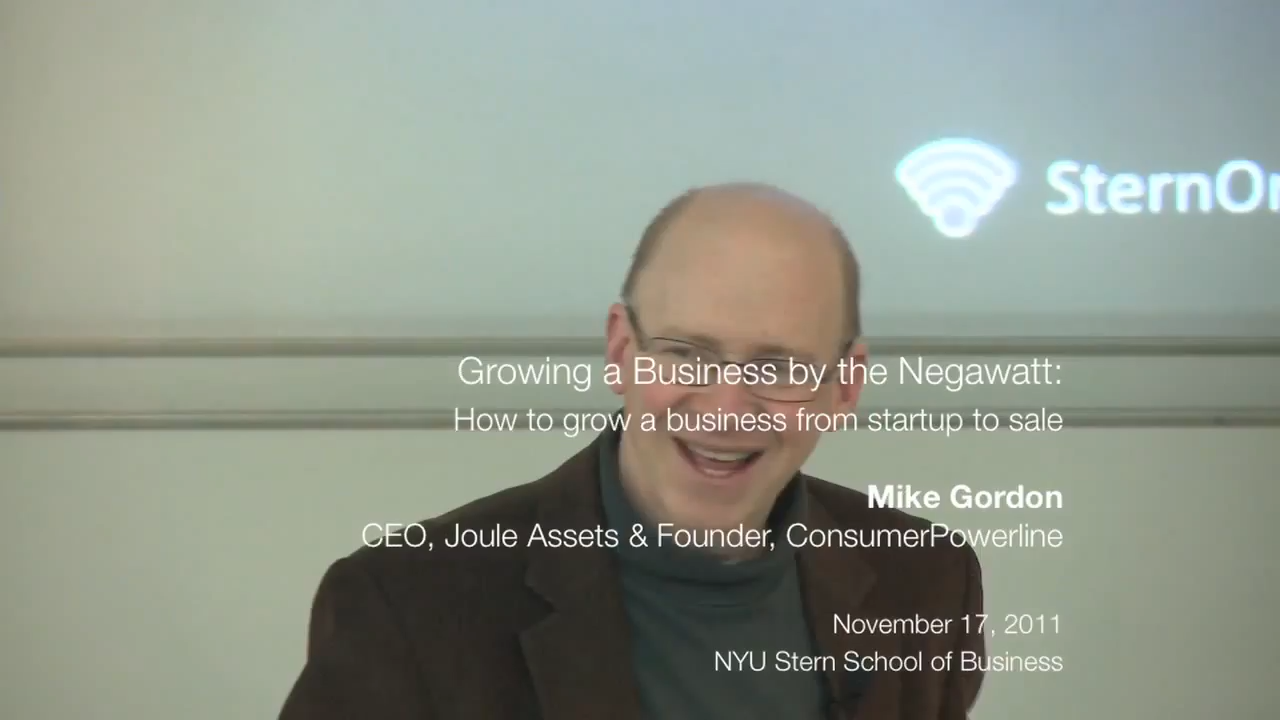 SternOn
Growing a Business by the Negawatt:
How to grow a business from startup to sale
Mike Gordon
CEO, Joule Assets & Founder, ConsumerPowerline
November 17, 2011
NYU Stern School of Business